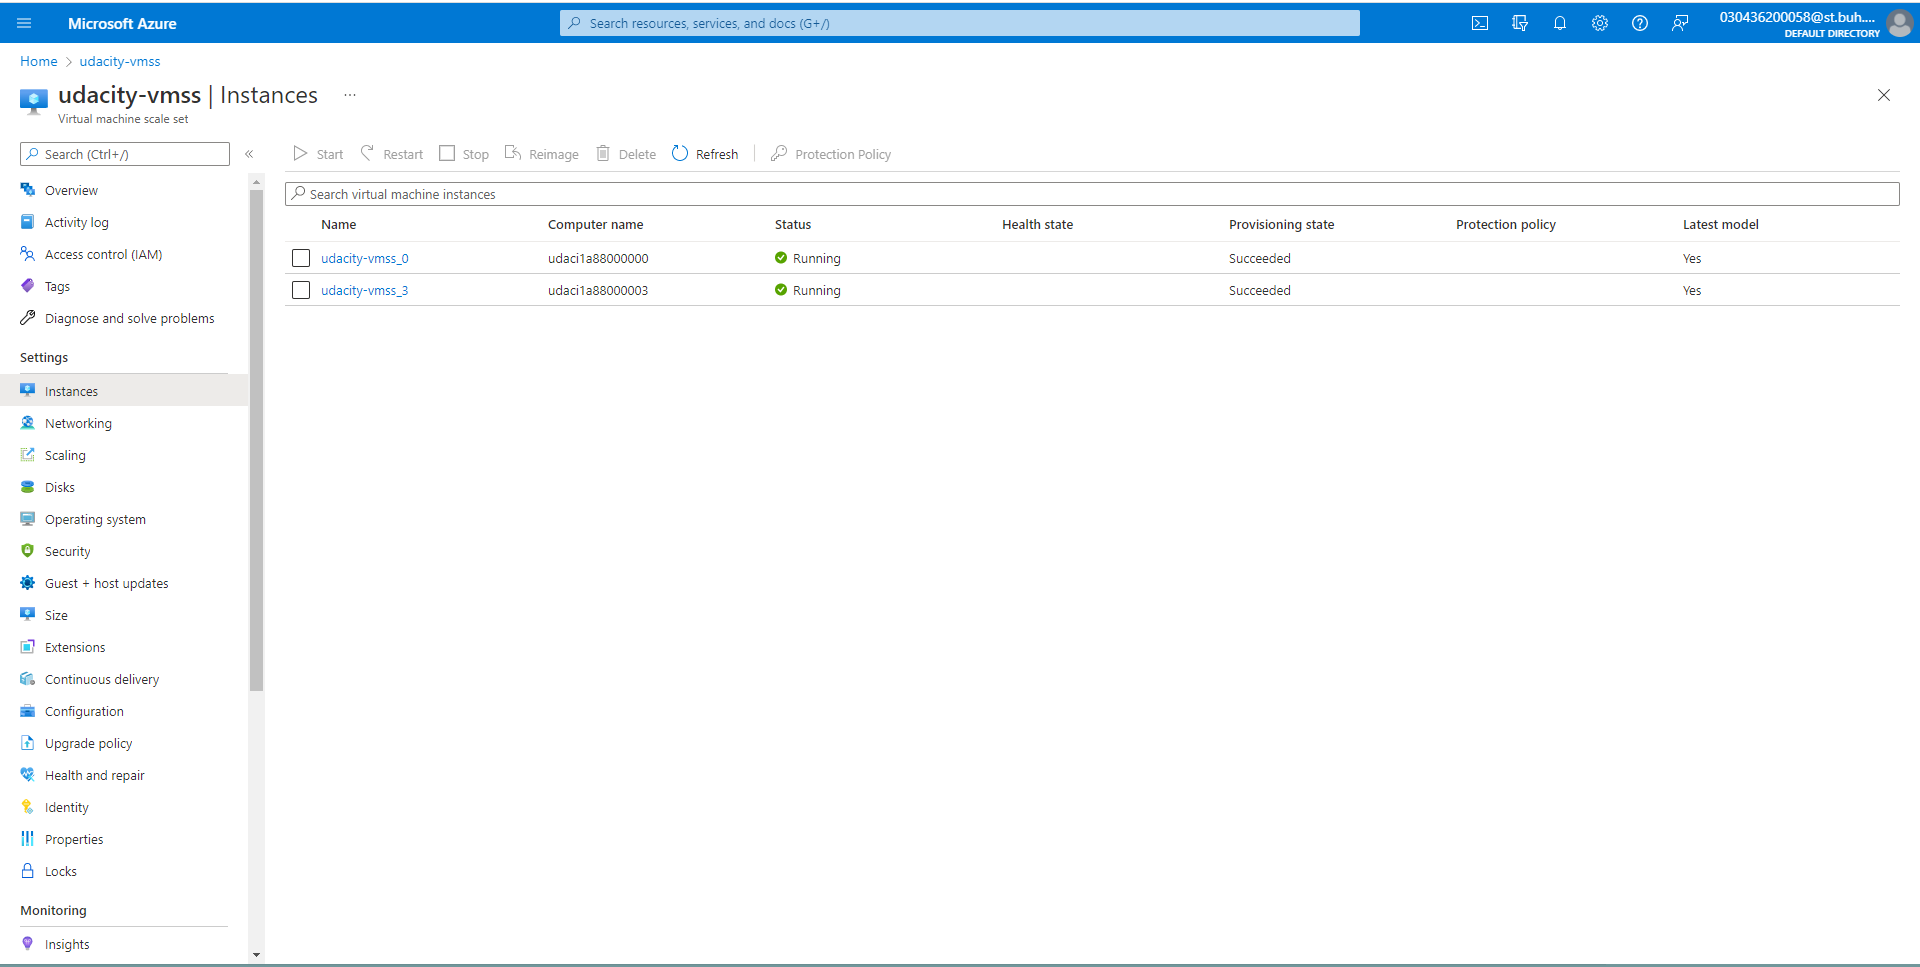 Microsoft Azure
Search resources, services, and docs (G+/)
030436200058@st.buh....
DEFAULT DIRECTORY
Home > udacity-vmss
udacity-vmss | Instances ...
Virtual machine scale set
Search (Ctrl+/) «
Start Restart Stop Reimage Delete Refresh Protection Policy
Search virtual machine instances
Name Computer name Status Health state Provisioning state Protection policy Latest model
udacity-vmss_0 udaci1a88000000 Running Succeeded Yes
udacity-vmss_3 udaci1a88000003 Running Succeeded Yes
Overview
Activity log
Access control (IAM)
Tags
Diagnose and solve problems
Settings
Instances
Networking
Scaling
Disks
Operating system
Security
Guest + host updates
Size
Extensions
Continuous delivery
Configuration
Upgrade policy
Health and repair
Identity
Properties
Locks
Monitoring
Insights